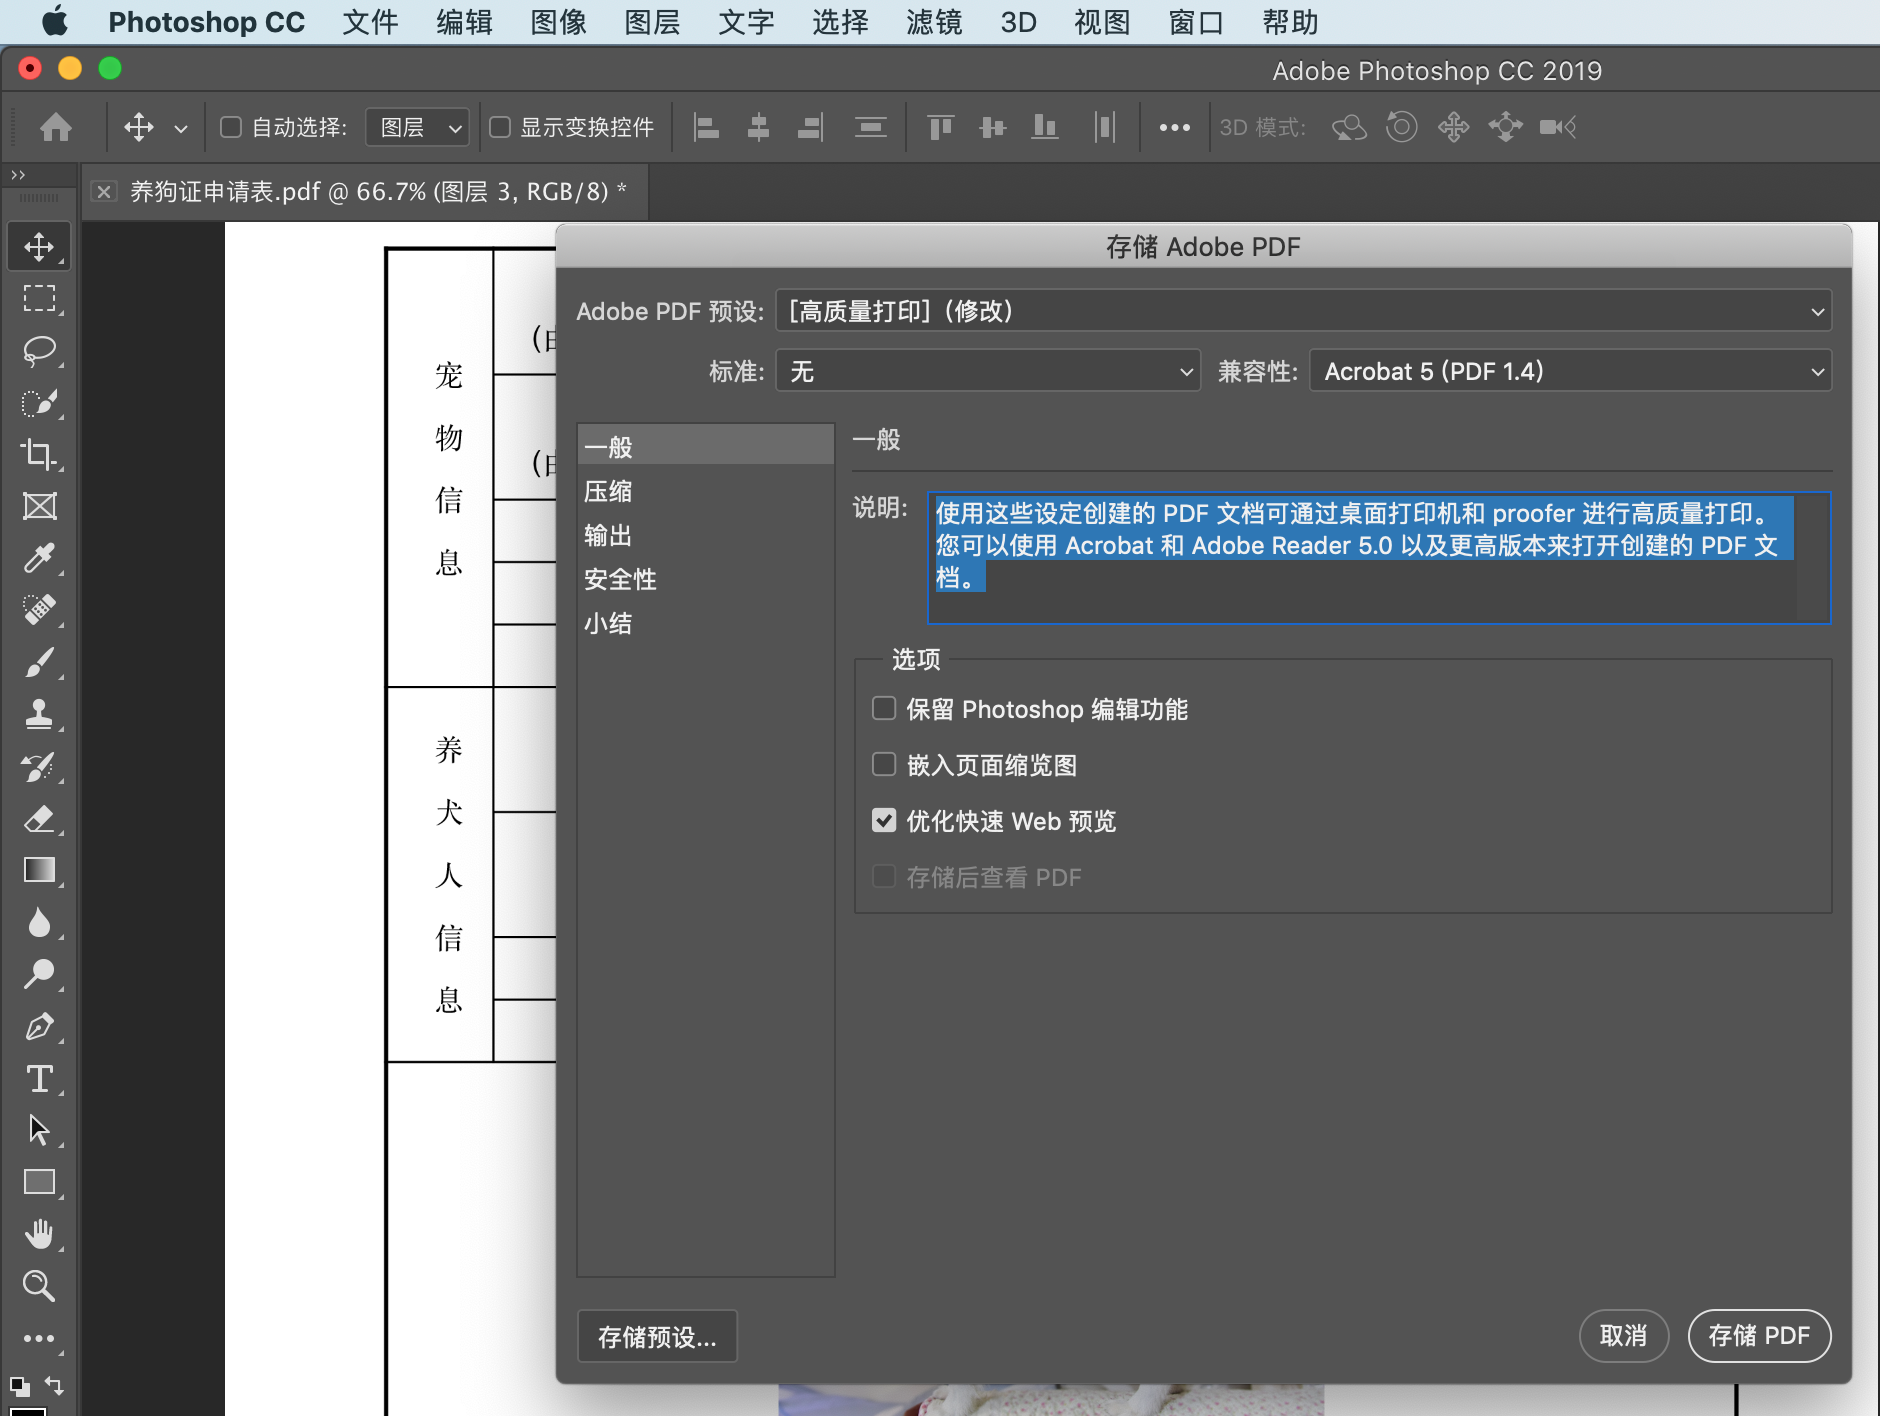 Photoshop CC 文件 编辑 图像 图层 文字 选择 滤镜 3D 视图 窗口 帮助
Adobe Photoshop CC 2019
自动选择: 图层 显示变换控件 3D 模式:
养狗证申请表.pdf @ 66.7% (图层 3, RGB/8) *
宠
物
信
息
养
犬
人
信
息
存储 Adobe PDF
Adobe PDF 预设: [高质量打印]（修改）
标准: 无 兼容性: Acrobat 5 (PDF 1.4)
一般
压缩
输出
安全性
小结
一般
说明: 使用这些设定创建的 PDF 文档可通过桌面打印机和 proofer 进行高质量打印。
您可以使用 Acrobat 和 Adobe Reader 5.0 以及更高版本来打开创建的 PDF 文
档。
选项
保留 Photoshop 编辑功能
嵌入页面缩览图
优化快速 Web 预览
存储后查看 PDF
存储预设... 取消 存储 PDF